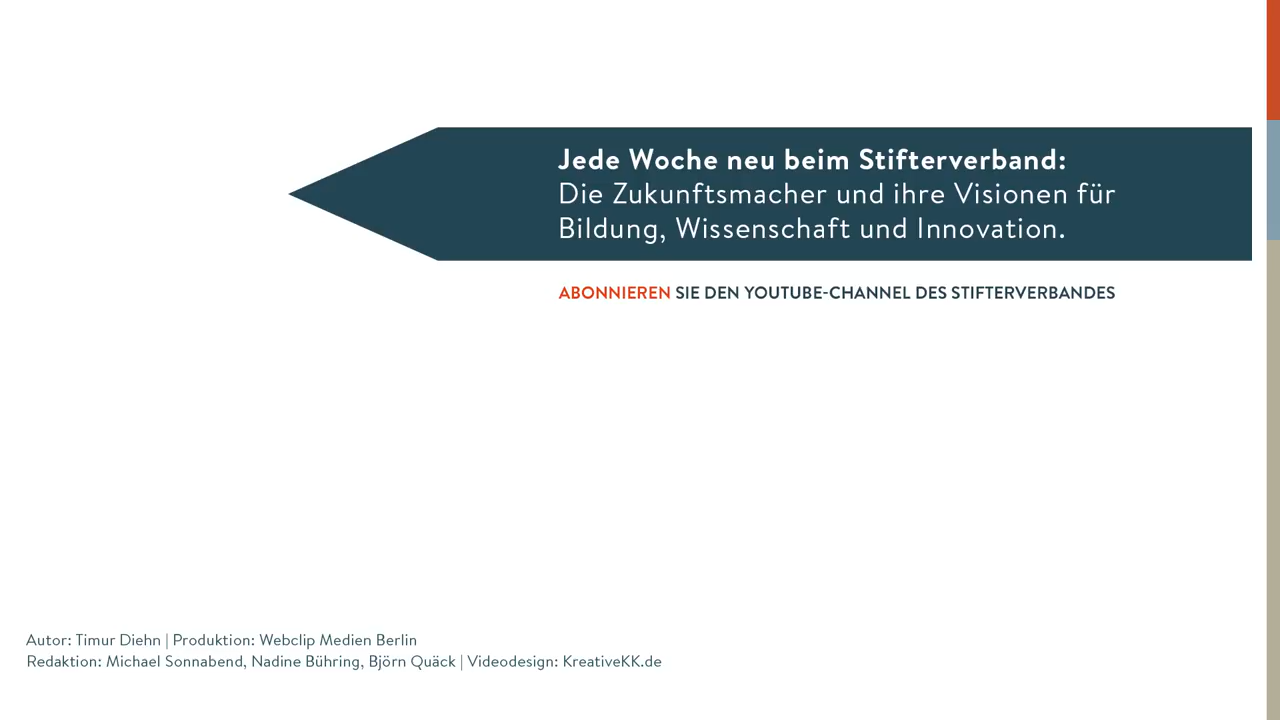 Jede Woche neu beim Stifterverband:
Die Zukunftsmacher und ihre Visionen für
Bildung, Wissenschaft und Innovation.
ABONNIEREN SIE DEN YOUTUBE-CHANNEL DES STIFTERVERBANDES
Autor: Timur Diehn | Produktion: Webclip Medien Berlin
Redaktion: Michael Sonnabend, Nadine Bühring, Björn Quäck | Videodesign: KreativeKK.de